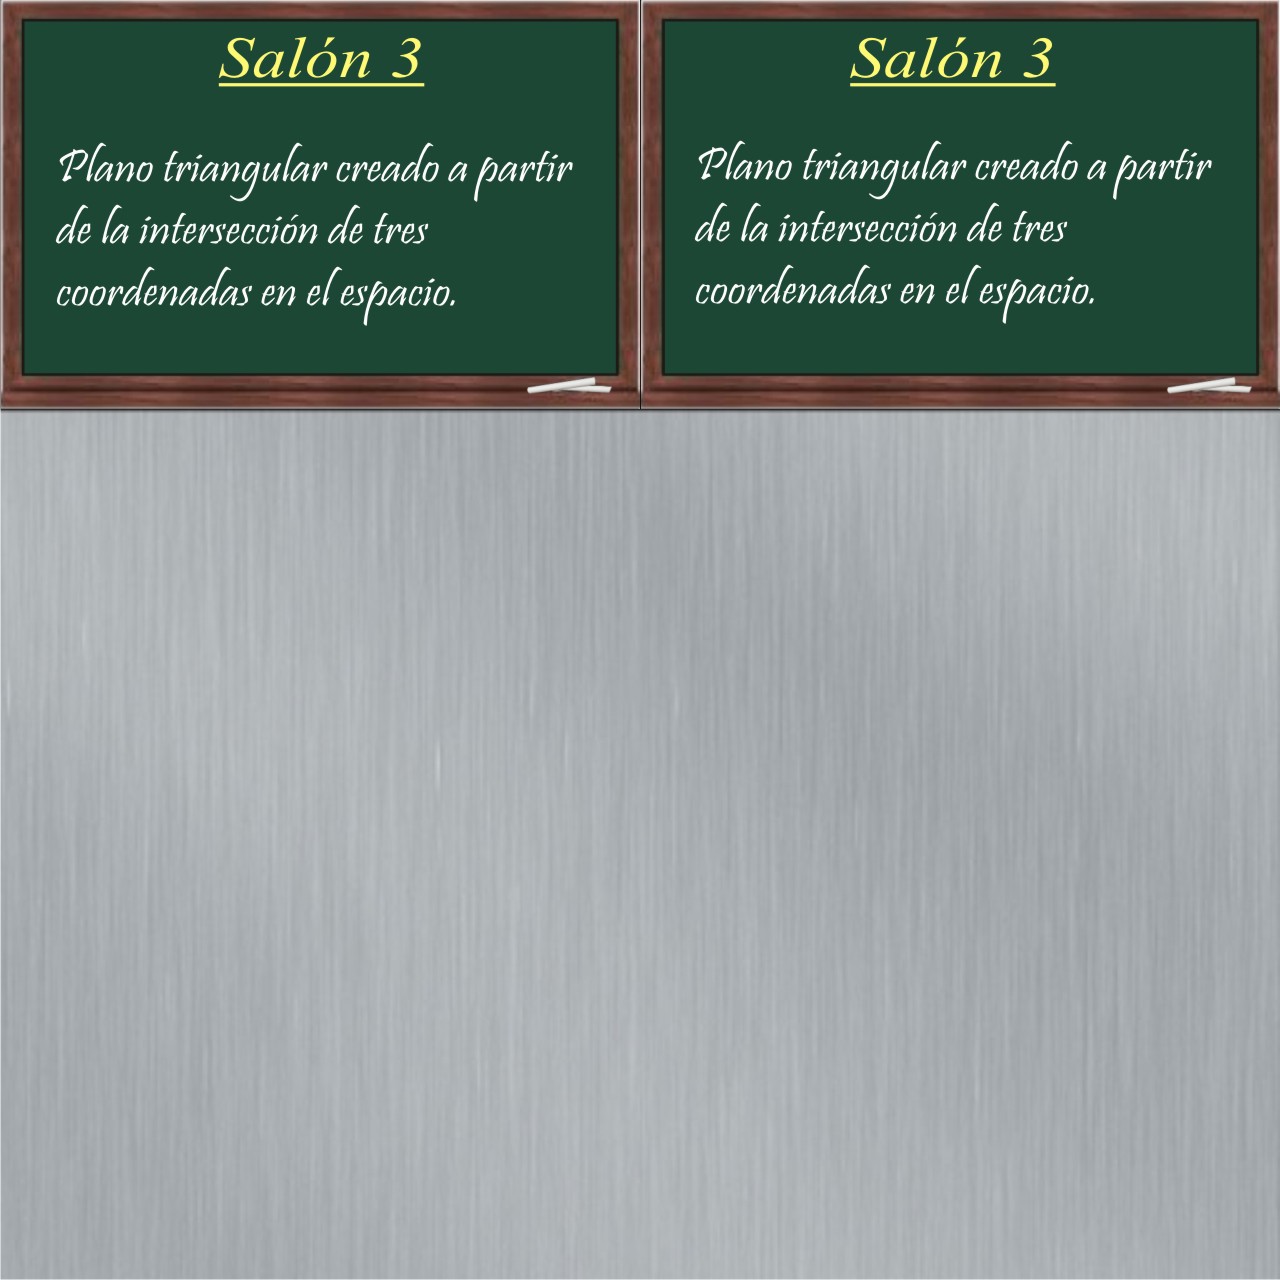 Salón 3
Plano triangular creado a partir
de la intersección de tres
coordenadas en el espacio.
Salón 3
Plano triangular creado a partir
de la intersección de tres
coordenadas en el espacio.